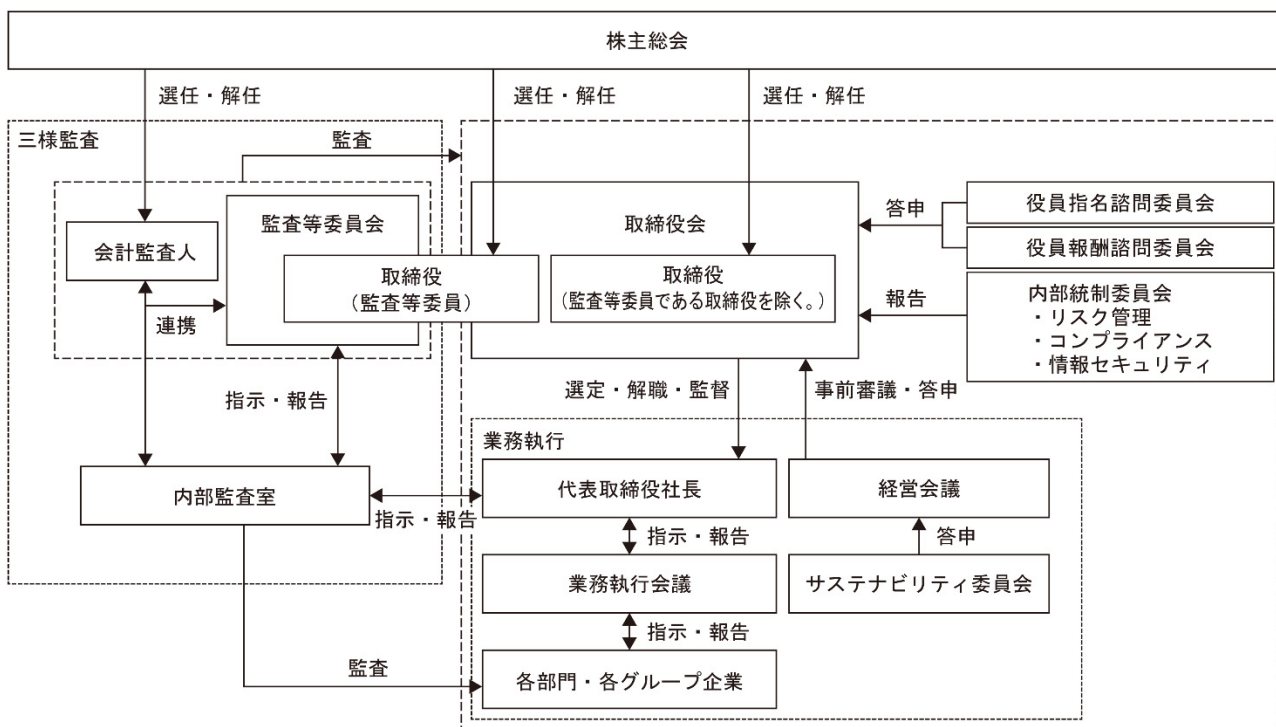 株主総会
選任・解任
選任・解任
選任・解任
三様監査
監査
会計監査人
監査等委員会
取締役
（監査等委員）
連携
指示・報告
内部監査室
指示・報告
監査
取締役会
取締役
（監査等委員である取締役を除く。）
答申
役員指名諮問委員会
役員報酬諮問委員会
報告
内部統制委員会
・リスク管理
・コンプライアンス
・情報セキュリティ
選定・解職・監督
事前審議・答申
業務執行
代表取締役社長
経営会議
指示・報告
答申
業務執行会議
サステナビリティ委員会
指示・報告
各部門・各グループ企業